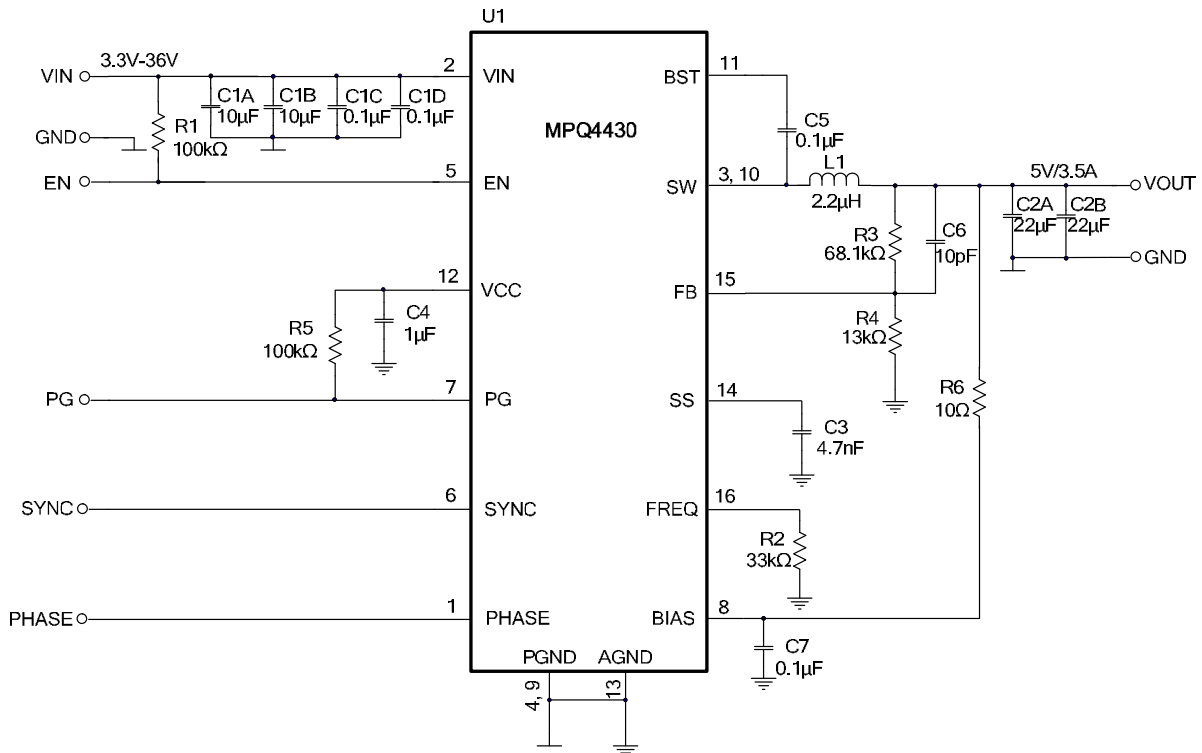 U1
3.3V-36V
VIN
2
VIN
BST
11
C1A
10µF
C1B
10µF
C1C
0.1µF
C1D
0.1µF
MPQ4430
C5
0.1µF
GND
R1
100kΩ
L1
2.2µH
EN
5
EN
SW
3, 10
5V/3.5A
VOUT
C2A
22µF
C2B
22µF
R3
68.1kΩ
C6
10pF
GND
12
VCC
FB
15
C4
1µF
R5
100kΩ
R4
13kΩ
PG
7
PG
SS
14
R6
10Ω
C3
4.7nF
SYNC
6
SYNC
FREQ
16
R2
33kΩ
PHASE
1
PHASE
BIAS
8
C7
0.1µF
PGND
AGND
4, 9
13